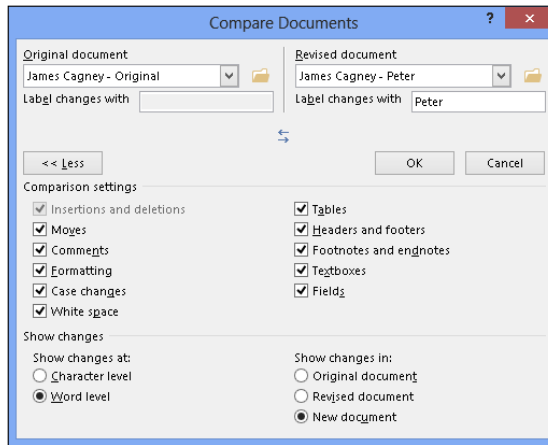 Compare Documents
?
Original document
Revised document
James Cagney - Original
James Cagney - Peter
Label changes with
Label changes with Peter
<< Less
OK
Cancel
Comparison settings
Insertions and deletions
Moves
Comments
Formatting
Case changes
White space
Tables
Headers and footers
Footnotes and endnotes
Textboxes
Fields
Show changes
Show changes at:
Character level
Word level
Show changes in:
Original document
Revised document
New document